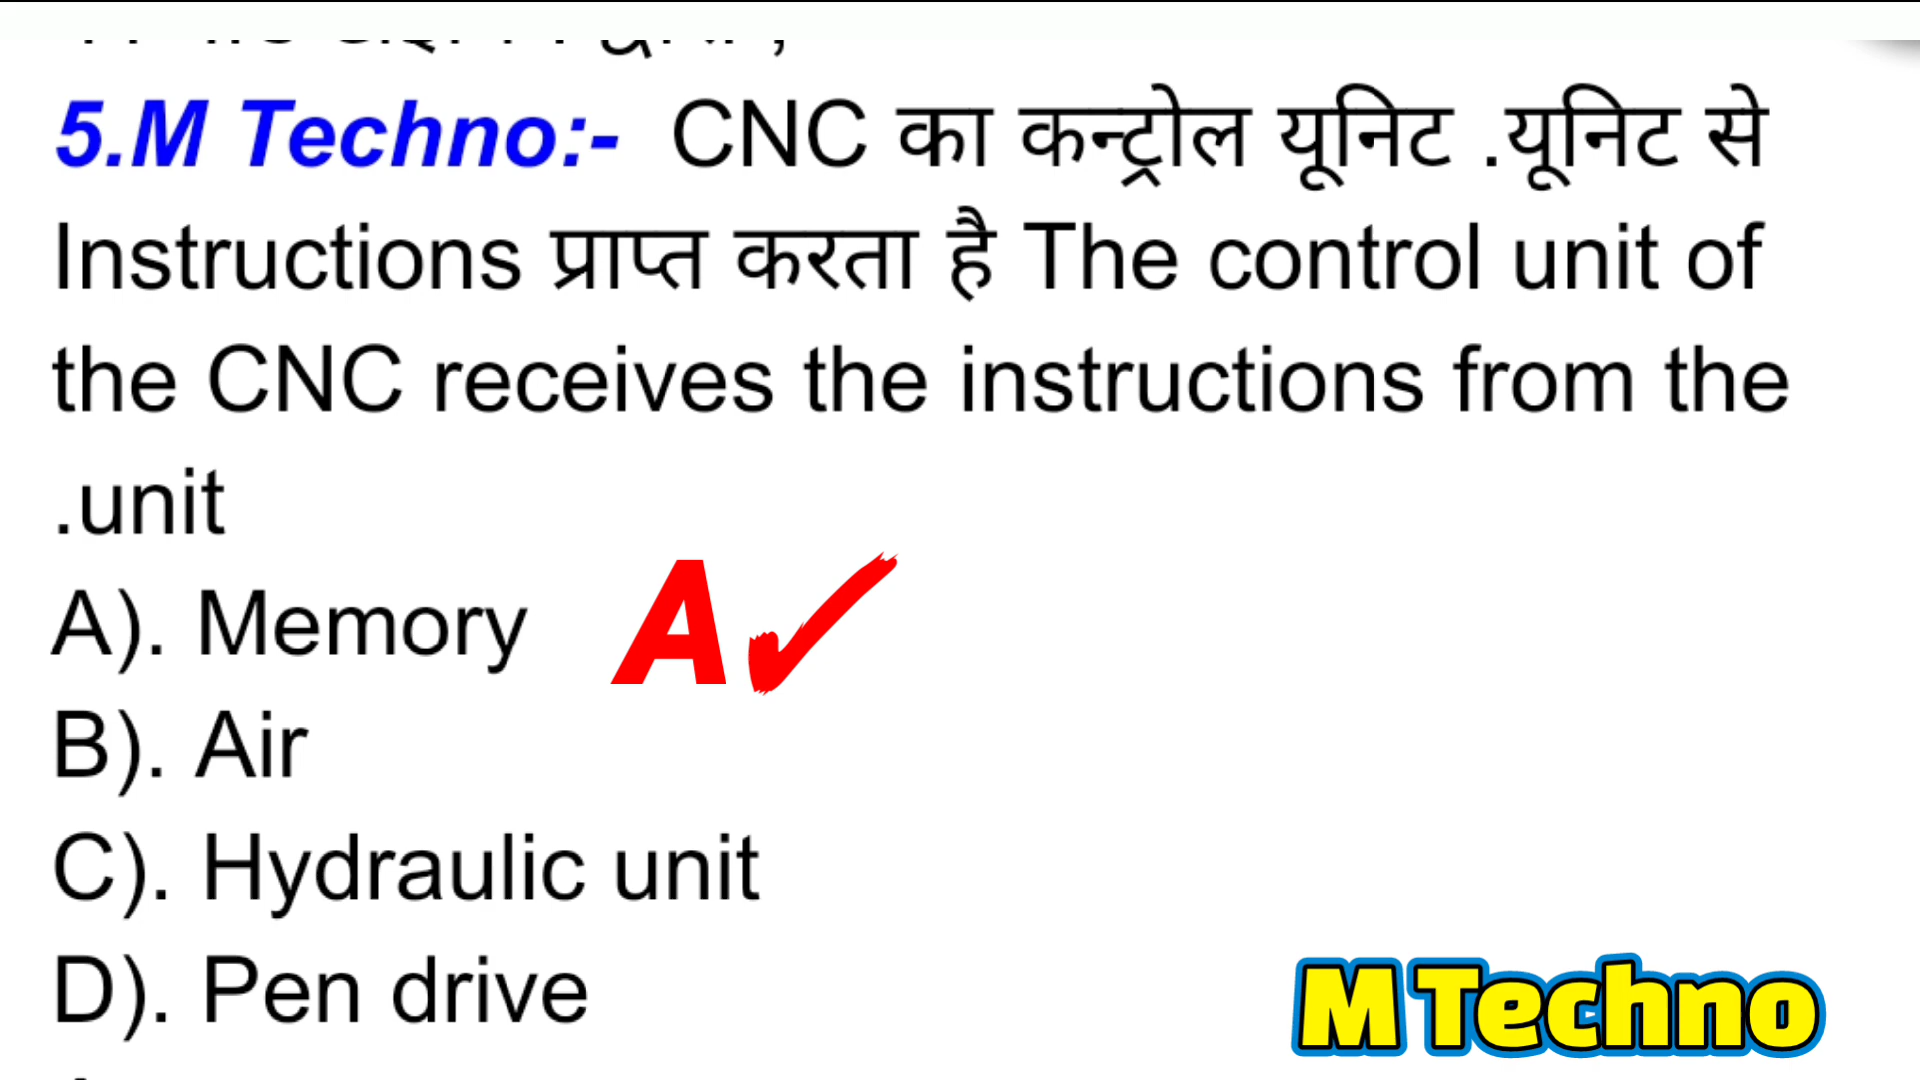 5.M Techno:- CNC का कन्ट्रोल यूनिट .यूनिट से
Instructions प्राप्त करता है The control unit of
the CNC receives the instructions from the
.unit
A). Memory A✓
B). Air
C). Hydraulic unit
D). Pen drive
M Techno